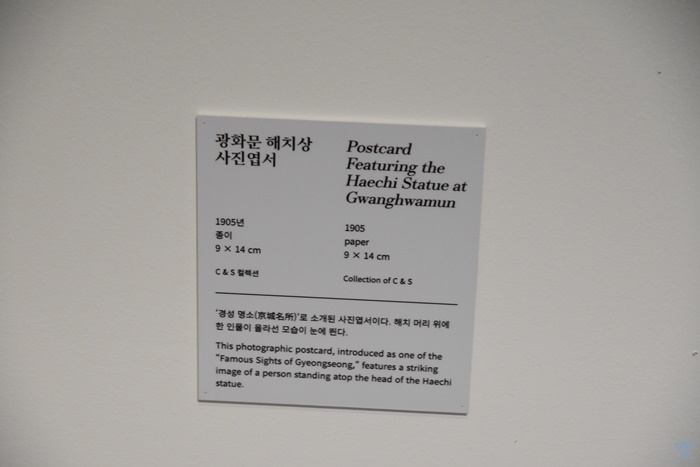 광화문 해치상
사진엽서
1905년
종이
9 × 14 cm
C & S 컬렉션
Postcard
Featuring the
Haechi Statue at
Gwanghwamun
1905
paper
9 × 14 cm
Collection of C & S
‘경성 명소(京城名所)’로 소개된 사진엽서이다. 해치 머리 위에
한 인물이 올라선 모습이 눈에 띈다.
This photographic postcard, introduced as one of the
“Famous Sights of Gyeongseong,” features a striking
image of a person standing atop the head of the Haechi
statue.